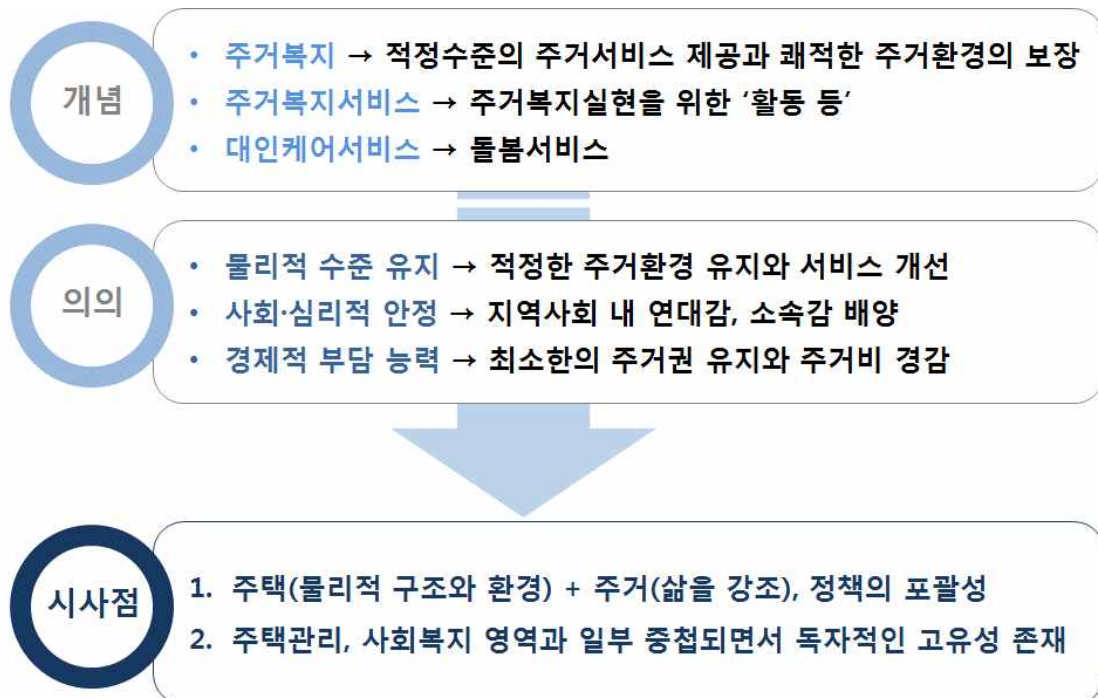 개념
• 주거복지 → 적정수준의 주거서비스 제공과 쾌적한 주거환경의 보장
• 주거복지서비스 → 주거복지실현을 위한 ‘활동 등’
• 대인케어서비스 → 돌봄서비스
의의
• 물리적 수준 유지 → 적정한 주거환경 유지와 서비스 개선
• 사회·심리적 안정 → 지역사회 내 연대감, 소속감 배양
• 경제적 부담 능력 → 최소한의 주거권 유지와 주거비 경감
시사점
1. 주택(물리적 구조와 환경) + 주거(삶을 강조), 정책의 포괄성
2. 주택관리, 사회복지 영역과 일부 중첩되면서 독자적인 고유성 존재